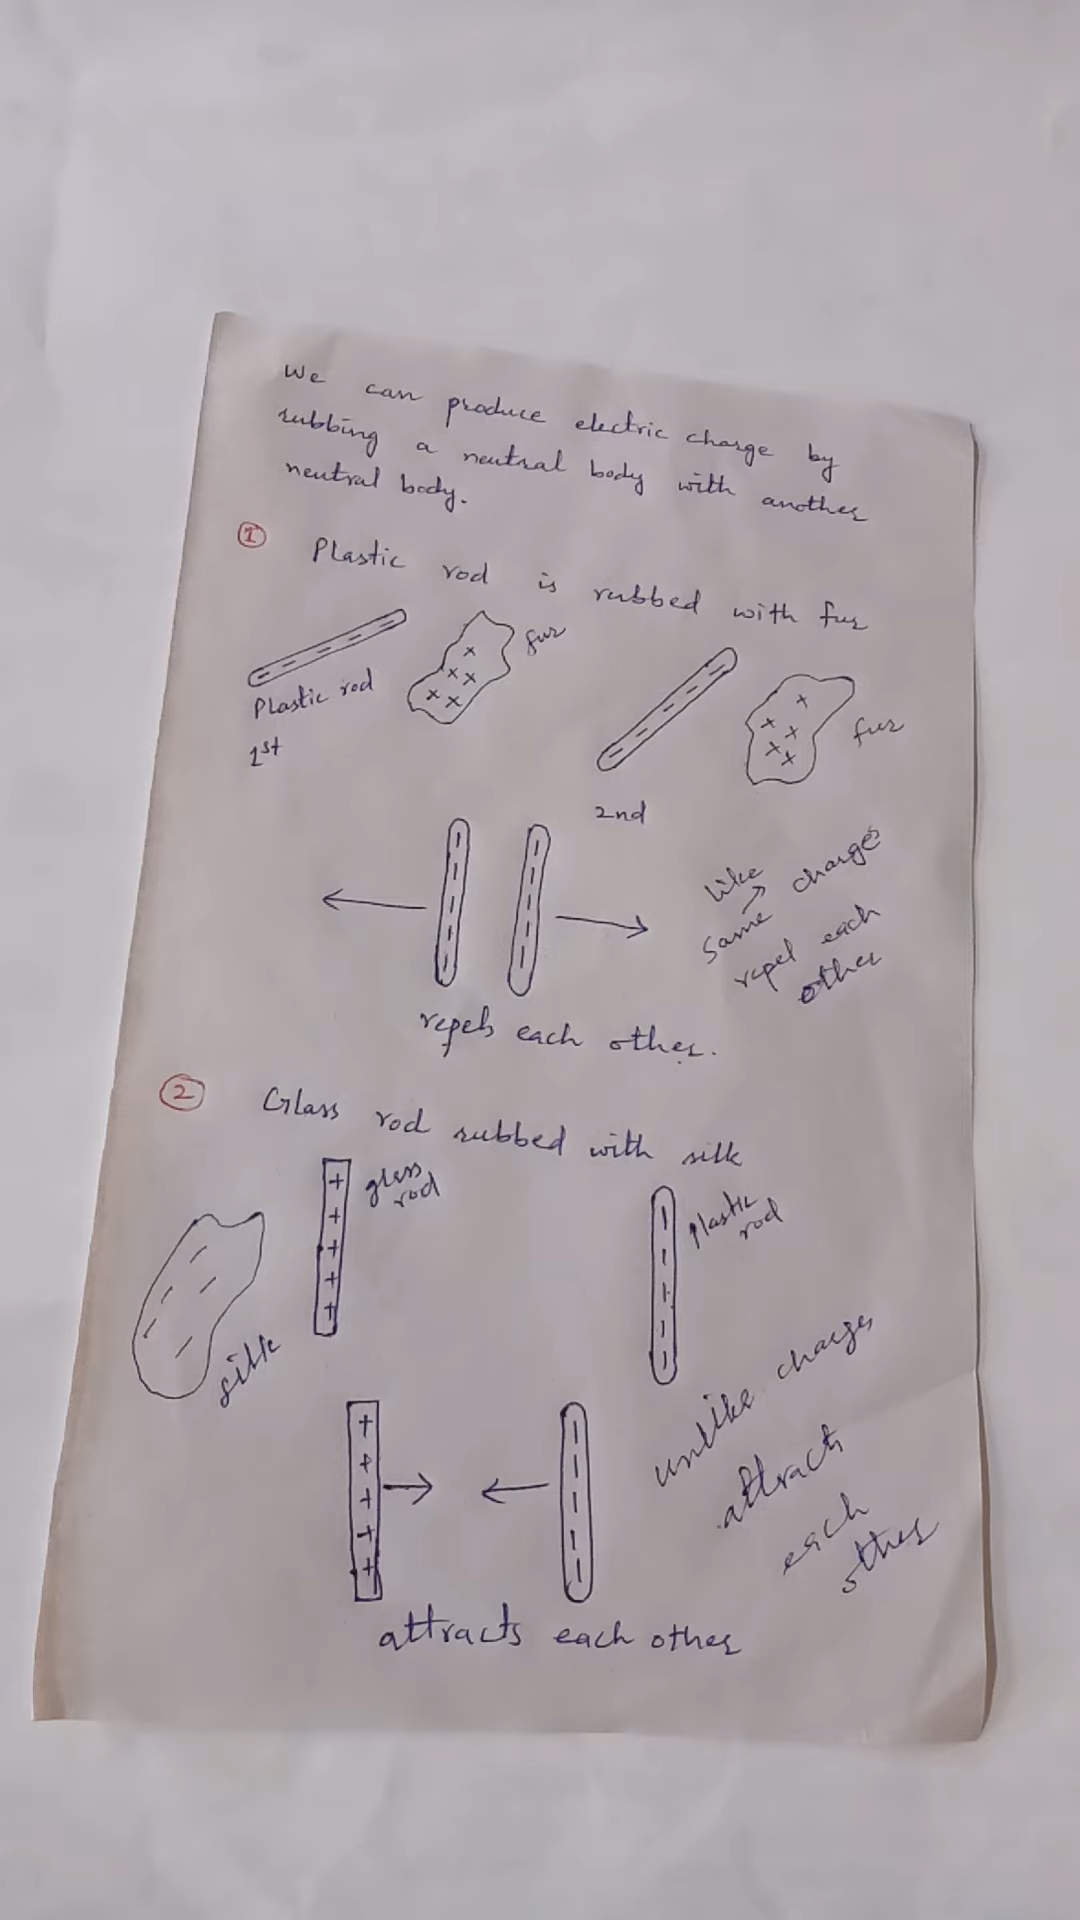 We can produce electric charge by
rubbing a neutral body with another
neutral body.
① Plastic rod is rubbed with fur
Plastic rod
1st
fur
2nd
fur
like
same charges
repel each
other
repels each other.
② Glass rod rubbed with silk
glass
rod
silk
plastic
rod
unlike charges
attracts
each
other
attracts each other